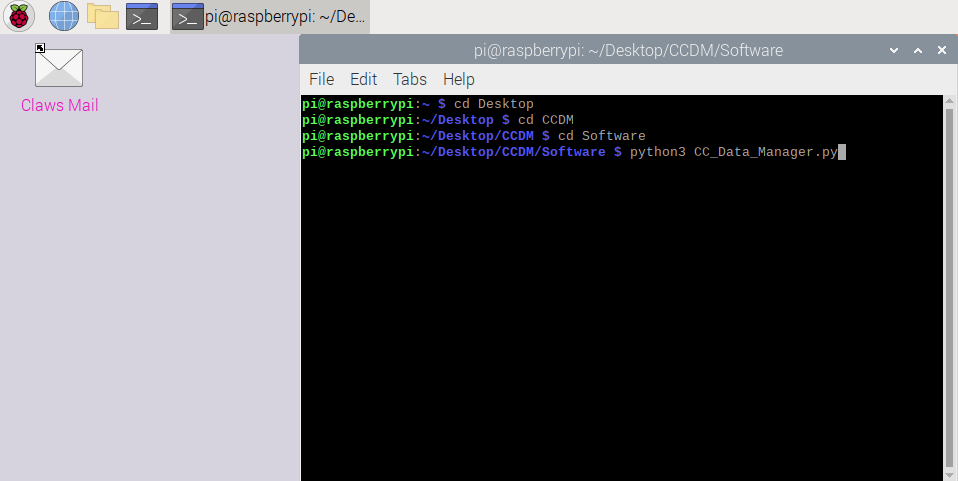 pi@raspberrypi: ~/De...
Claws Mail
pi@raspberrypi: ~/Desktop/CCDM/Software
File Edit Tabs Help
pi@raspberrypi:~ $ cd Desktop
pi@raspberrypi:~/Desktop $ cd CCDM
pi@raspberrypi:~/Desktop/CCDM $ cd Software
pi@raspberrypi:~/Desktop/CCDM/Software $ python3 CC_Data_Manager.py